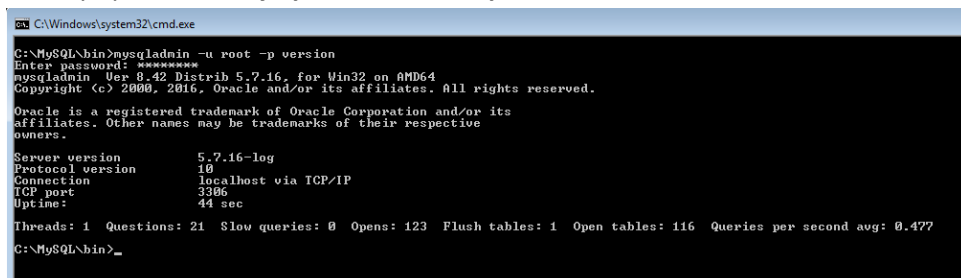 C:\Windows\system32\cmd.exe
C:\MySQL\bin>mysqladmin -u root -p version
Enter password: ********
mysqladmin  Ver 8.42 Distrib 5.7.16, for Win32 on AMD64
Copyright (c) 2000, 2016, Oracle and/or its affiliates. All rights reserved.
Oracle is a registered trademark of Oracle Corporation and/or its
affiliates. Other names may be trademarks of their respective
owners.
Server version 5.7.16-log
Protocol version 10
Connection localhost via TCP/IP
TCP port 3306
Uptime: 44 sec
Threads: 1  Questions: 21  Slow queries: 0  Opens: 123  Flush tables: 1  Open tables: 116  Queries per second avg: 0.477
C:\MySQL\bin>_